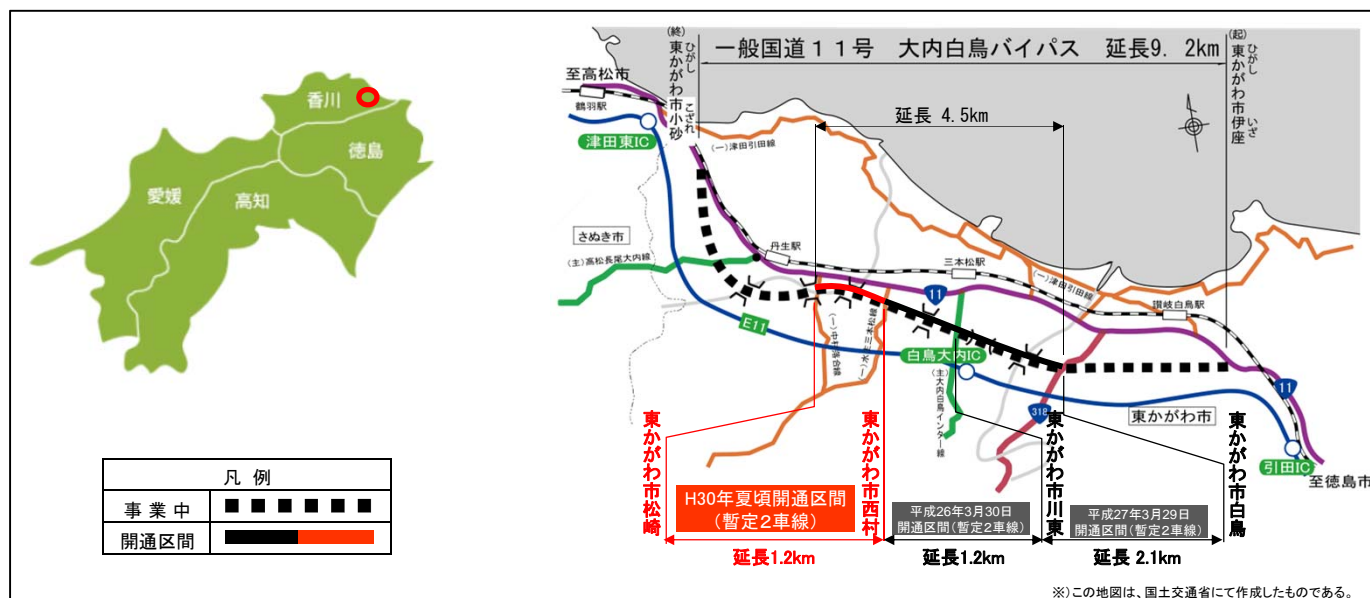 香川
徳島
愛媛
高知
凡 例
事 業 中
開通区間
一般国道11号 大内白鳥バイパス 延長9.2km
(終)
東かがわ市小砂
ひがし
こざれ
(起)
東かがわ市伊座
ひがし
いざ
至高松市
鶴羽駅
津田東IC
延長 4.5km
(一)津田引田線
さぬき市
(主)高松長尾大内線
丹生駅
三本松駅
(一)津田引田線
讃岐白鳥駅
11
E11
(一)中村落合線
(一)水主三本松線
白鳥大内IC
(主)大内白鳥インター線
318
東かがわ市
11
引田IC
至徳島市
東かがわ市松崎
H30年夏頃開通区間
(暫定2車線)
東かがわ市西村
平成26年3月30日
開通区間(暫定2車線)
東かがわ市川東
平成27年3月29日
開通区間(暫定2車線)
東かがわ市白鳥
延長1.2km
延長1.2km
延長 2.1km
※)この地図は、国土交通省にて作成したものである。